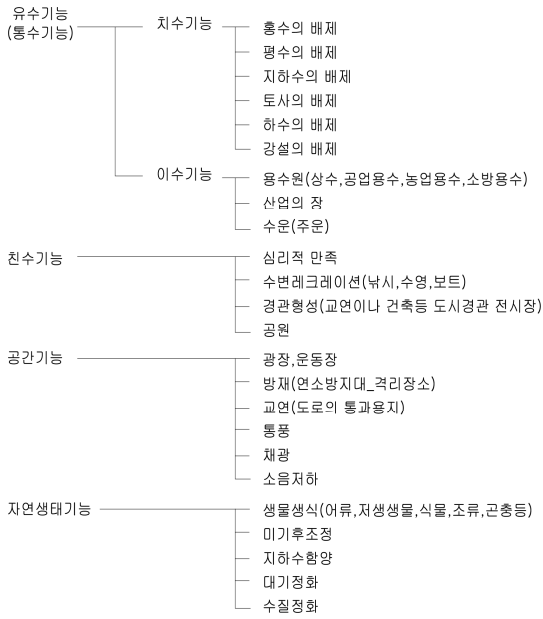 유수기능
(통수기능)
치수기능
홍수의 배제
평수의 배제
지하수의 배제
토사의 배제
하수의 배제
강설의 배제
이수기능
용수원(상수,공업용수,농업용수,소방용수)
산업의 장
수운(주운)
친수기능
심리적 만족
수변레크레이션(낚시,수영,보트)
경관형성(교연이나 건축등 도시경관 전시장)
공원
공간기능
광장,운동장
방재(연소방지대_격리장소)
교연(도로의 통과용지)
통풍
채광
소음저하
자연생태기능
생물생식(어류,저생생물,식물,조류,곤충등)
미기후조정
지하수함양
대기정화
수질정화